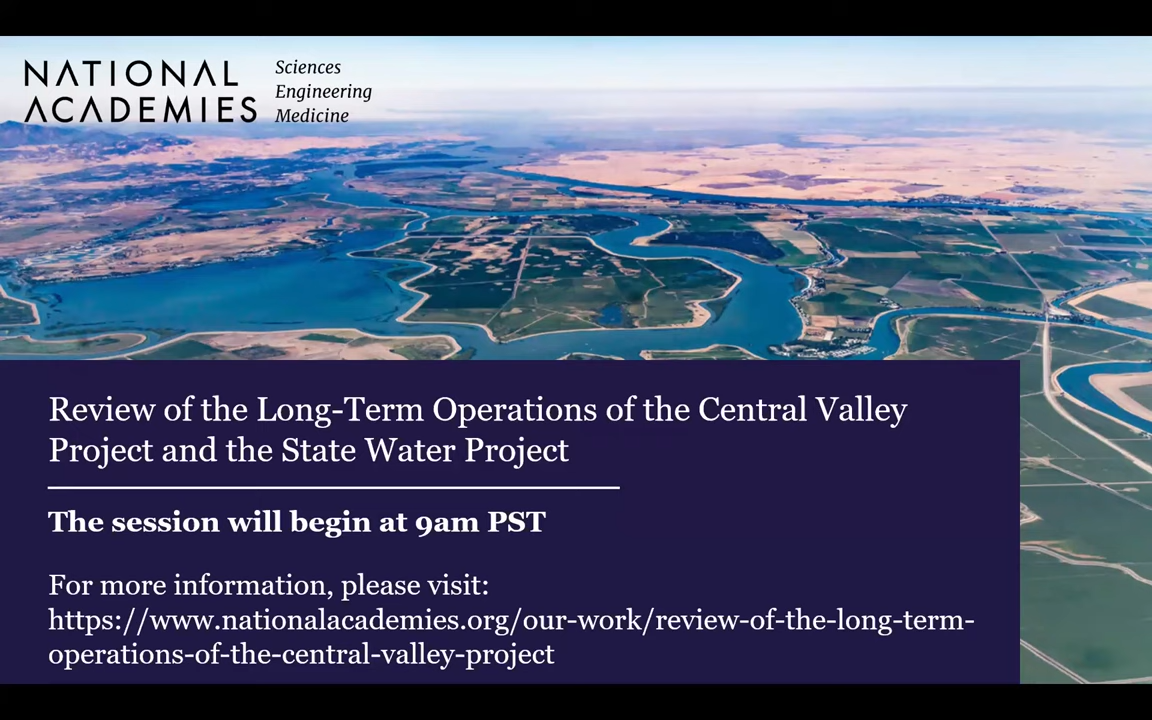 NATIONAL
ACADEMIES
Sciences
Engineering
Medicine
Review of the Long-Term Operations of the Central Valley
Project and the State Water Project
The session will begin at 9am PST
For more information, please visit:
https://www.nationalacademies.org/our-work/review-of-the-long-term-
operations-of-the-central-valley-project